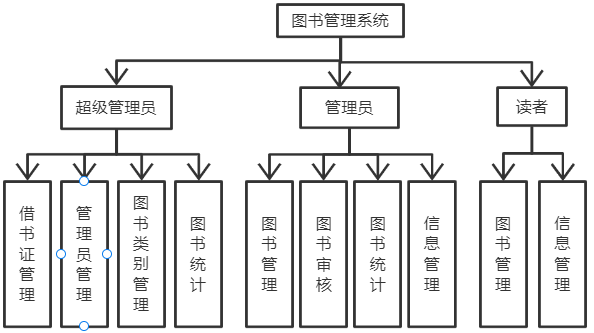 图书管理系统
超级管理员
管理员
读者
借书证管理
管理员管理
图书类别管理
图书统计
图书管理
图书审核
图书统计
信息管理
图书管理
信息管理